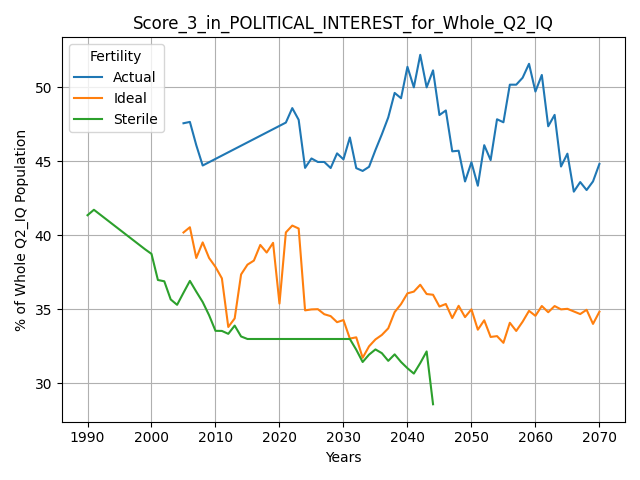 Score_3_in_POLITICAL_INTEREST_for_Whole_Q2_IQ
Fertility
Actual
Ideal
Sterile
% of Whole Q2_IQ Population
50
45
40
35
30
1990 2000 2010 2020 2030 2040 2050 2060 2070
Years